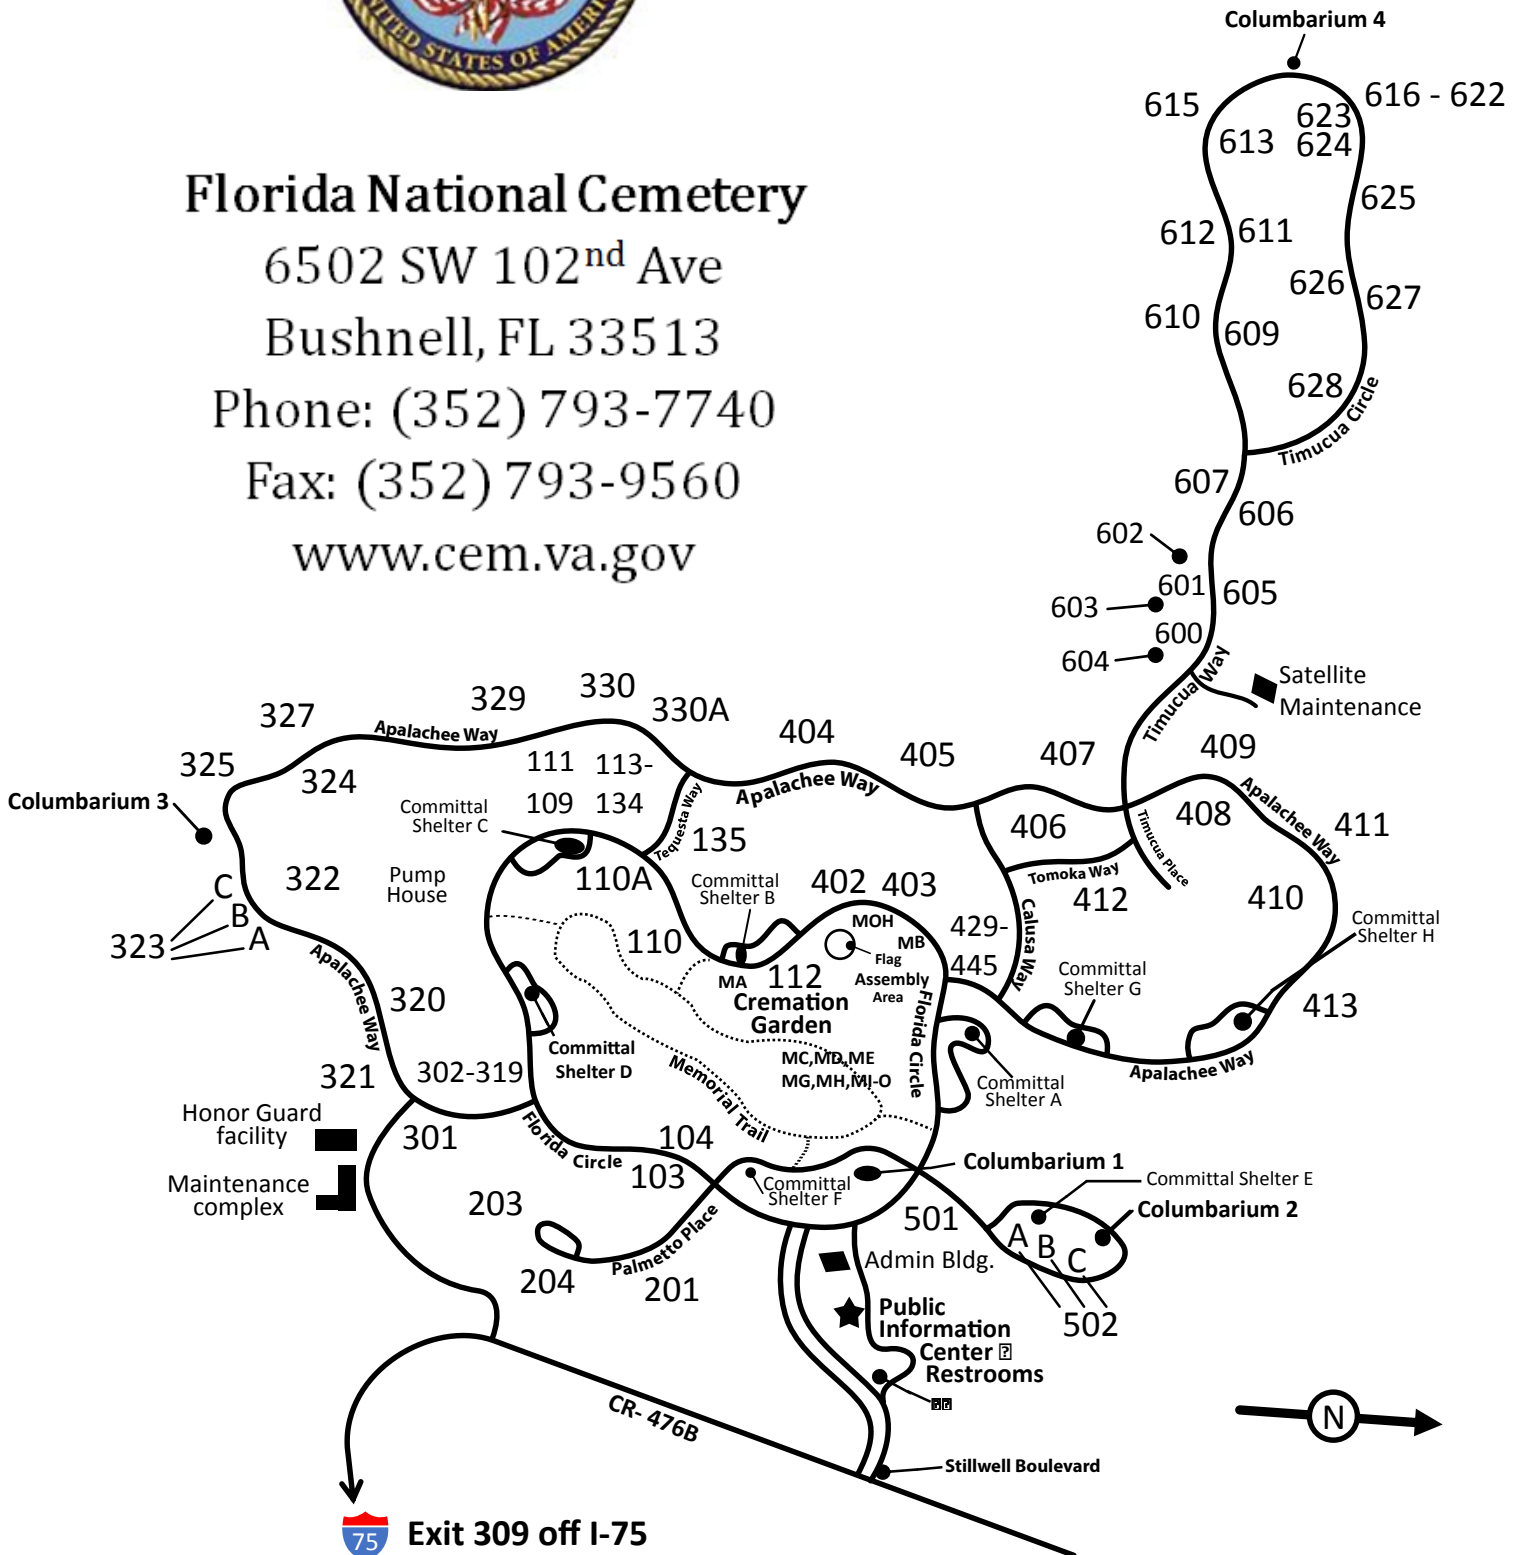 UNITED STATES OF AMERICA
Columbarium 4
615
616 - 622
623
613
624
625
612
611
626
627
610
609
628
Timucua Circle
607
606
602
601
605
603
600
604
Timucua Way
Satellite
Maintenance
Florida National Cemetery
6502 SW 102nd Ave
Bushnell, FL 33513
Phone: (352) 793-7740
Fax: (352) 793-9560
www.cem.va.gov
327
329
330
330A
404
405
407
409
Apalachee Way
325
324
111
113-
109
134
Apalachee Way
Columbarium 3
Committal
Shelter C
Tequesta Way
135
406
408
Apalachee Way
411
Timucua Place
Tomoka Way
322
Pump
House
110A
Committal
Shelter B
402
403
412
410
C
B
A
323
Apalachee Way
110
MOH
MB
Flag
Assembly
Area
429-
445
Calusa Way
Committal
Shelter H
MA
112
Cremation
Garden
Florida Circle
Committal
Shelter G
413
320
Committal
Shelter D
Memorial Trail
MC,MD,ME
MG,MH,MI-O
Committal
Shelter A
Apalachee Way
321
302-319
Honor Guard
facility
301
Florida Circle
104
103
Maintenance
complex
203
Committal
Shelter F
Columbarium 1
Committal Shelter E
Columbarium 2
501
A
B
C
502
204
Palmetto Place
201
Admin Bldg.
Public
Information
Center
Restrooms
CR- 476B
N
Stillwell Boulevard
75
Exit 309 off I-75